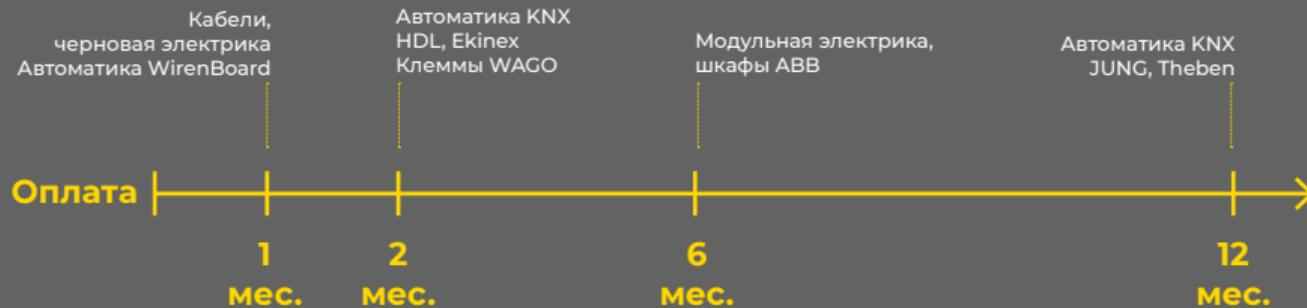 Кабели,
черновая электрика
Автоматика WirenBoard
Автоматика KNX
HDL, Ekinex
Клеммы WAGO
Модульная электрика,
шкафы ABB
Автоматика KNX
JUNG, Theben
Оплата
1
мес.
2
мес.
6
мес.
12
мес.